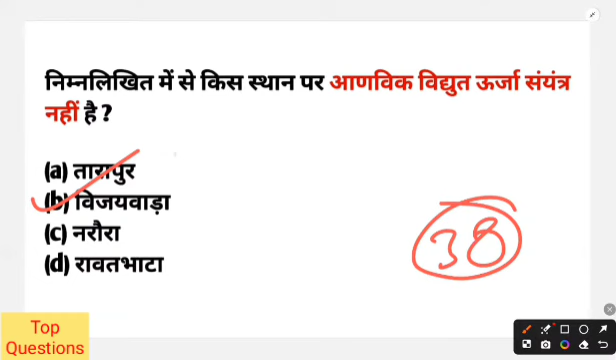 निम्नलिखित में से किस स्थान पर आणविक विद्युत ऊर्जा संयंत्र
नहीं है ?
(a) तारापुर
(b) विजयवाड़ा
(c) नरौरा
(d) रावतभाटा
38
Top
Questions